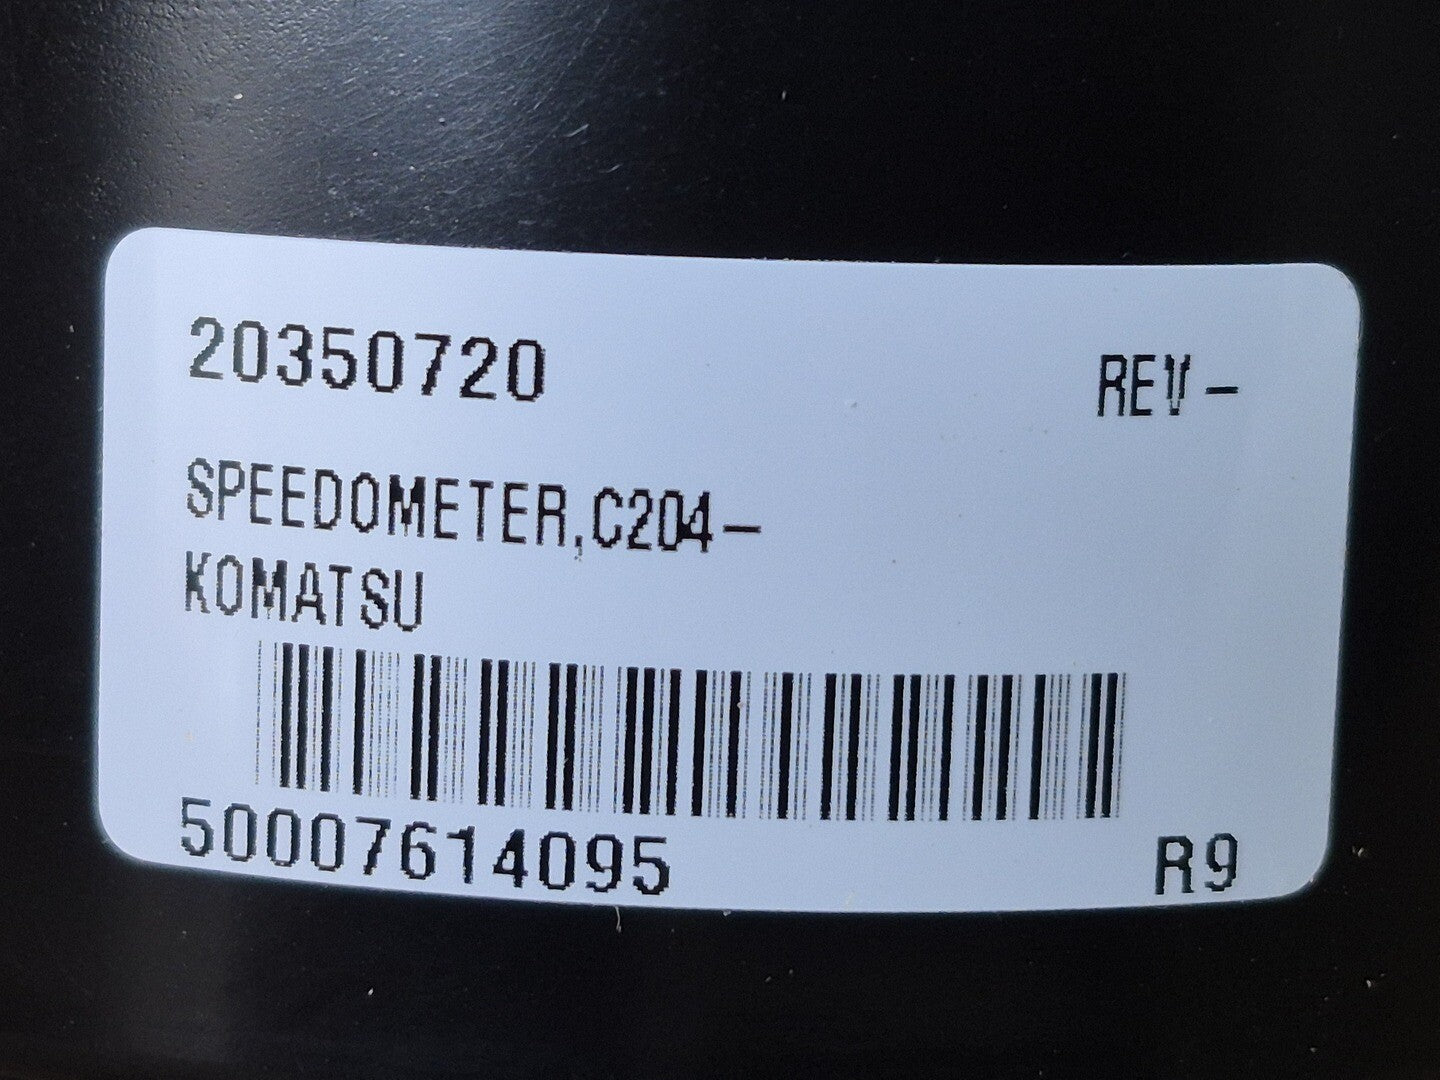 20350720
REV -
SPEEDOMETER,C204-
KOMATSU
50007614095
R9